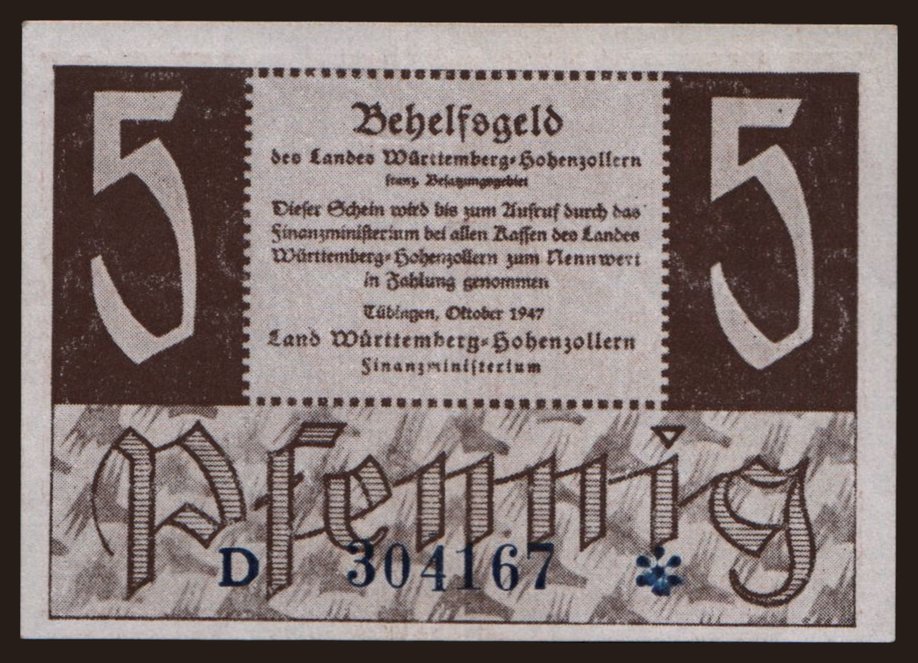 5
5
Behelfsgeld
des Landes Württemberg-Hohenzollern
franz. Besatzungsgebiet
Dieser Schein wird bis zum Aufruf durch das
Finanzministerium bei allen Kassen des Landes
Württemberg-Hohenzollern zum Nennwert
in Zahlung genommen
Tübingen, Oktober 1947
Land Württemberg-Hohenzollern
Finanzministerium
Pfennig
D 304167 *